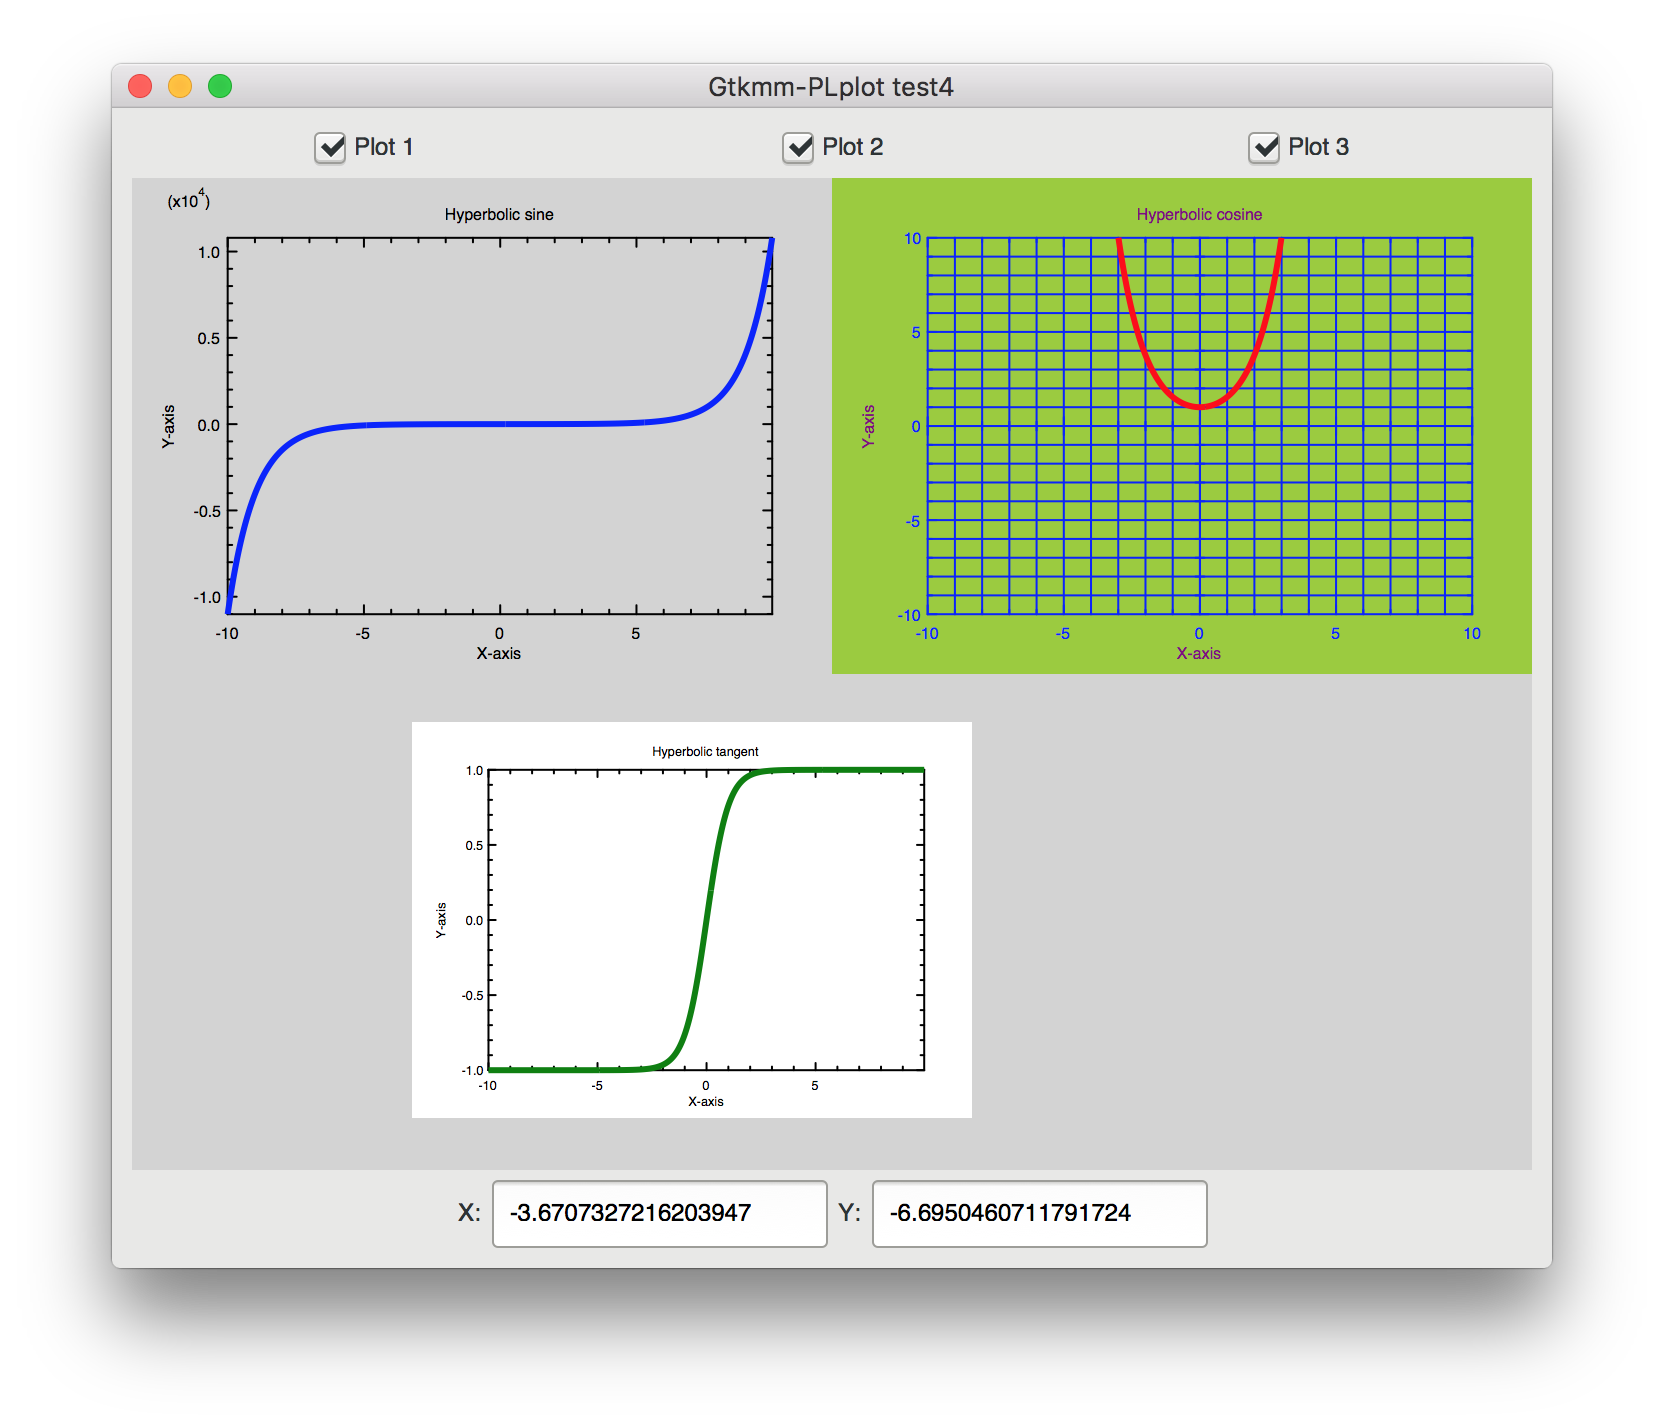 Gtkmm-PLplot test4
Plot 1
Plot 2
Plot 3
(x10^4)
Hyperbolic sine
1.0
0.5
0.0
-0.5
-1.0
Y-axis
-10 -5 0 5
X-axis
Hyperbolic cosine
10
5
0
-5
-10
Y-axis
-10 -5 0 5 10
X-axis
Hyperbolic tangent
1.0
0.5
0.0
-0.5
-1.0
Y-axis
-10 -5 0 5
X-axis
X: -3.6707327216203947 Y: -6.6950460711791724